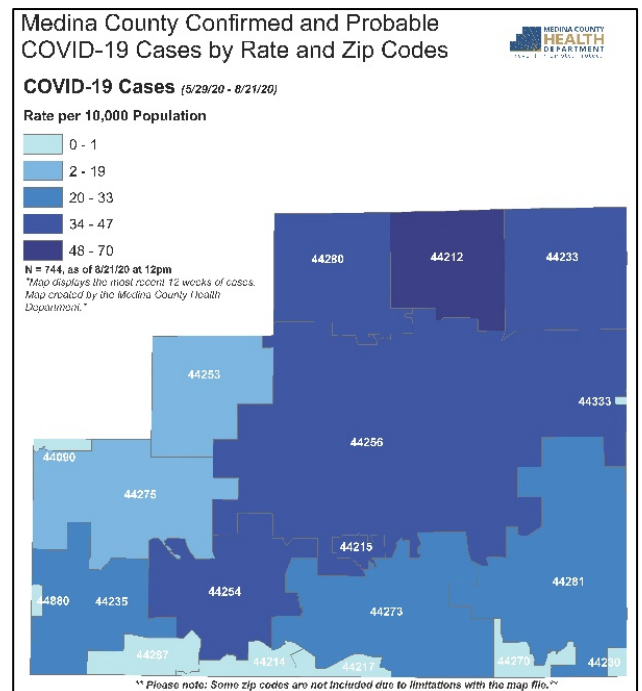 Medina County Confirmed and Probable
COVID-19 Cases by Rate and Zip Codes
MEDINA COUNTY
HEALTH
DEPARTMENT
COVID-19 Cases (5/29/20 - 8/21/20)
Rate per 10,000 Population
0 - 1
2 - 19
20 - 33
34 - 47
48 - 70
N = 744, as of 8/21/20 at 12pm
*Map displays the most recent 12 weeks of cases.
Map created by the Medina County Health
Department.*
44280
44212
44233
44253
44333
44256
44090
44275
44215
44254
44880
44235
44281
44273
44287
44214
44217
44270
44230
** Please note: Some zip codes are not included due to limitations with the map file.**